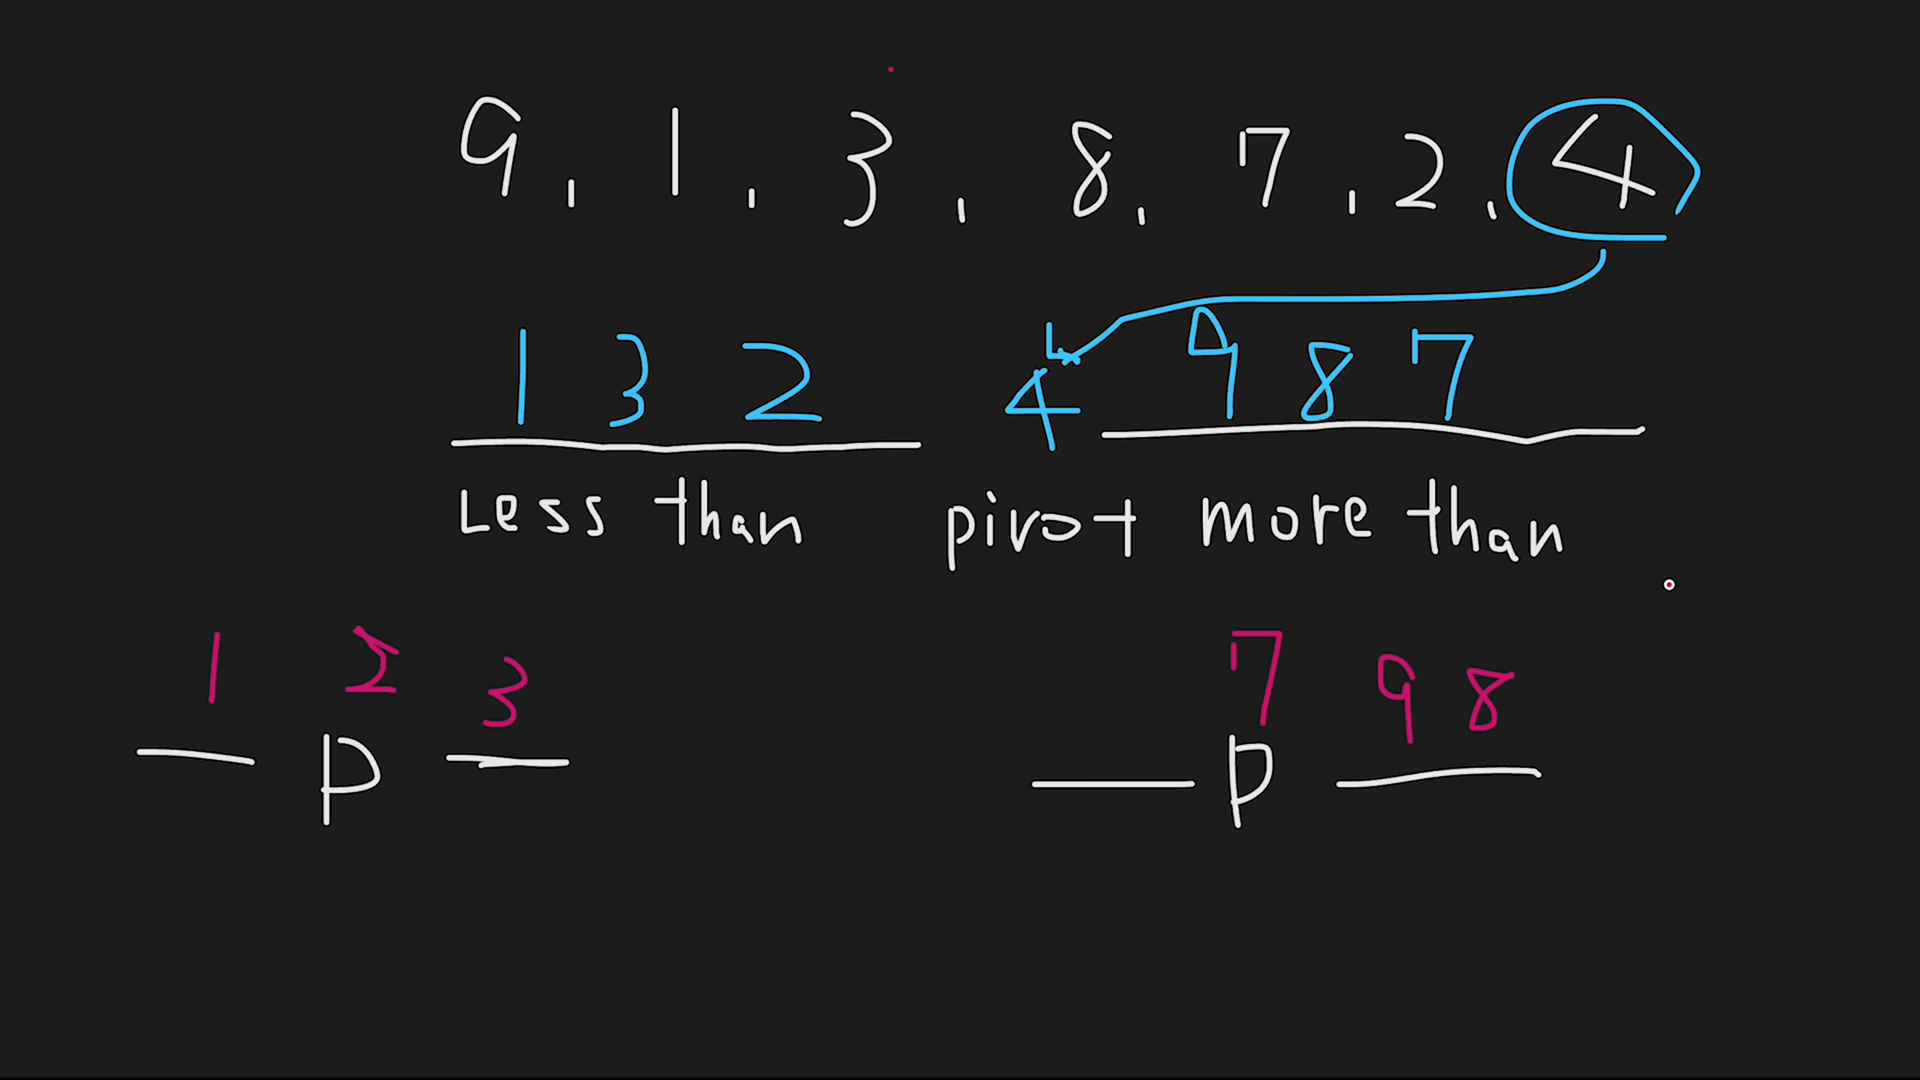 9, 1, 3, 8, 7, 2, 4
1 3 2 4 9 8 7
Less than pivot more than
1 2 3 7 9 8
P P